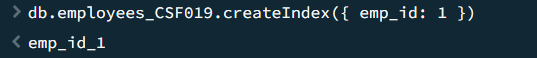 > db.employees_CSF019.createIndex({ emp_id: 1 })
< emp_id_1